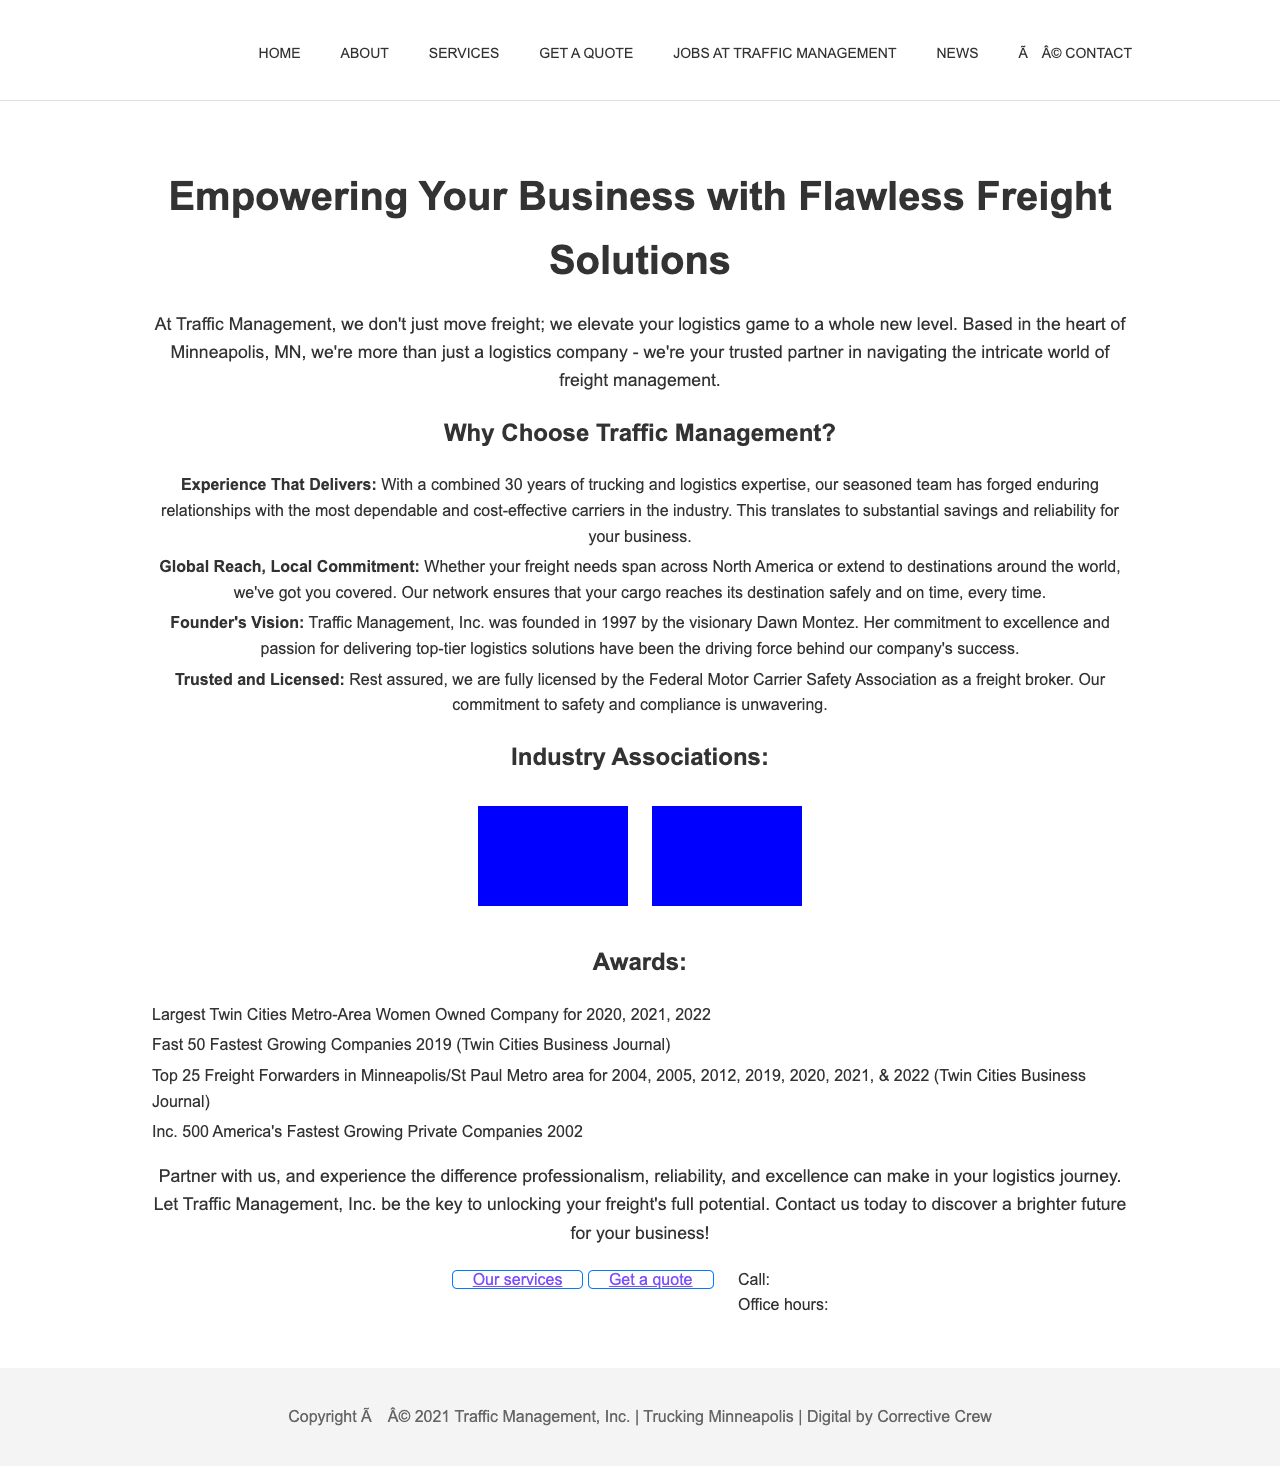 HOME ABOUT SERVICES GET A QUOTE JOBS AT TRAFFIC MANAGEMENT NEWS Ã Â© CONTACT
Empowering Your Business with Flawless Freight
Solutions
At Traffic Management, we don't just move freight; we elevate your logistics game to a whole new level. Based in the heart of
Minneapolis, MN, we're more than just a logistics company - we're your trusted partner in navigating the intricate world of
freight management.
Why Choose Traffic Management?
Experience That Delivers: With a combined 30 years of trucking and logistics expertise, our seasoned team has forged enduring
relationships with the most dependable and cost-effective carriers in the industry. This translates to substantial savings and reliability for
your business.
Global Reach, Local Commitment: Whether your freight needs span across North America or extend to destinations around the world,
we've got you covered. Our network ensures that your cargo reaches its destination safely and on time, every time.
Founder's Vision: Traffic Management, Inc. was founded in 1997 by the visionary Dawn Montez. Her commitment to excellence and
passion for delivering top-tier logistics solutions have been the driving force behind our company's success.
Trusted and Licensed: Rest assured, we are fully licensed by the Federal Motor Carrier Safety Association as a freight broker. Our
commitment to safety and compliance is unwavering.
Industry Associations:
Awards:
Largest Twin Cities Metro-Area Women Owned Company for 2020, 2021, 2022
Fast 50 Fastest Growing Companies 2019 (Twin Cities Business Journal)
Top 25 Freight Forwarders in Minneapolis/St Paul Metro area for 2004, 2005, 2012, 2019, 2020, 2021, & 2022 (Twin Cities Business
Journal)
Inc. 500 America's Fastest Growing Private Companies 2002
Partner with us, and experience the difference professionalism, reliability, and excellence can make in your logistics journey.
Let Traffic Management, Inc. be the key to unlocking your freight's full potential. Contact us today to discover a brighter future
for your business!
Our services Get a quote Call:
Office hours:
Copyright Ã Â© 2021 Traffic Management, Inc. | Trucking Minneapolis | Digital by Corrective Crew